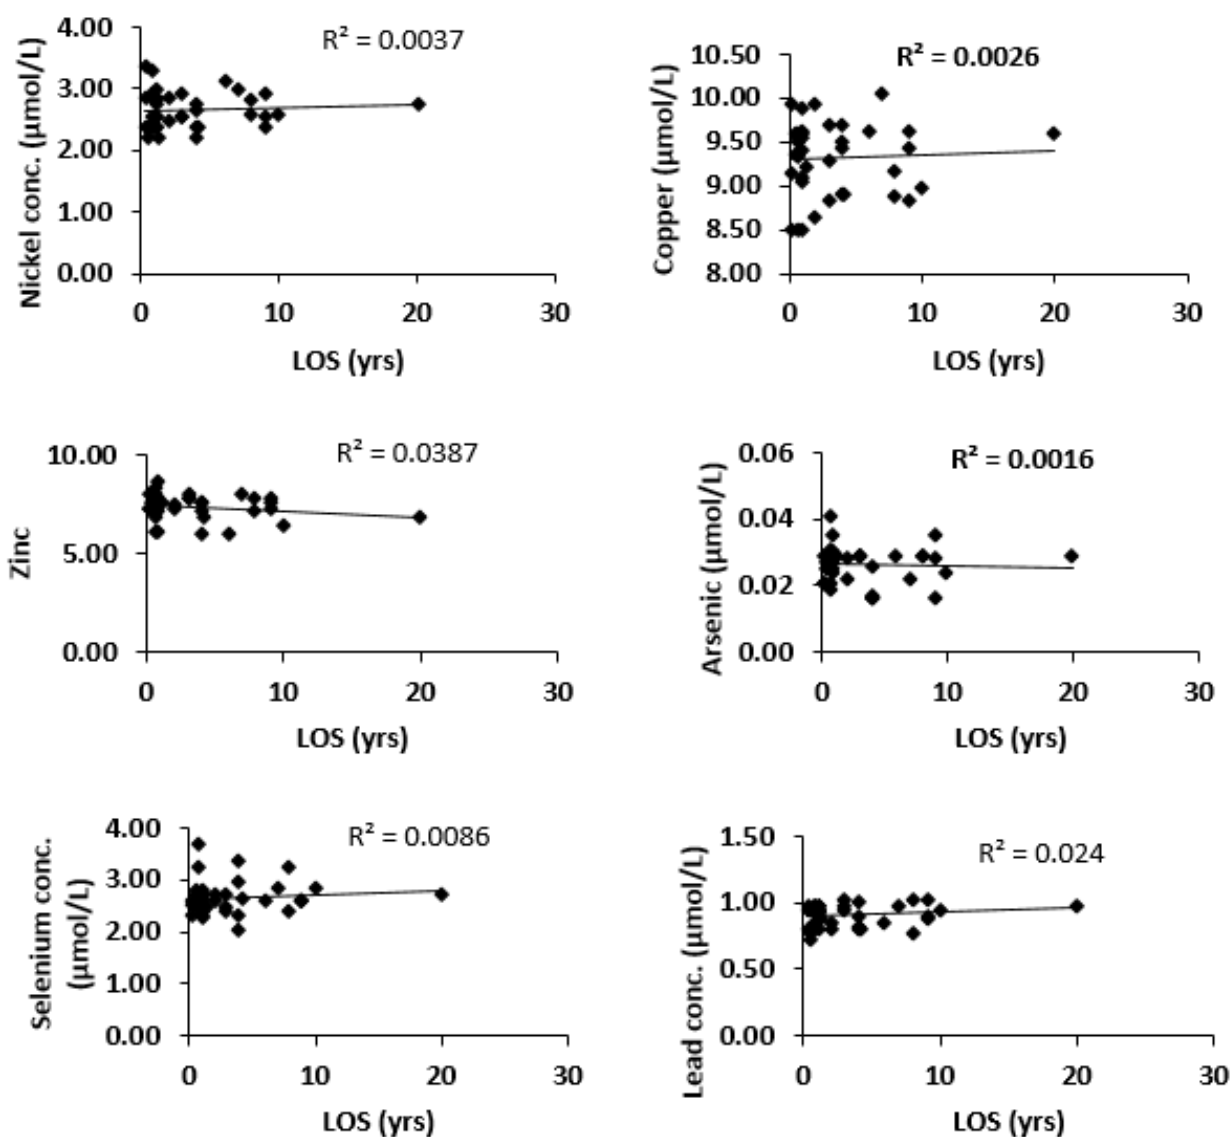 Nickel conc. (µmol/L)
R² = 0.0037
4.00
3.00
2.00
1.00
0.00
0 10 20 30
LOS (yrs)
Copper (µmol/L)
R² = 0.0026
10.50
10.00
9.50
9.00
8.50
8.00
0 10 20 30
LOS (yrs)
Zinc
R² = 0.0387
10.00
5.00
0.00
0 10 20 30
LOS (yrs)
Arsenic (µmol/L)
R² = 0.0016
0.06
0.04
0.02
0.00
0 10 20 30
LOS (yrs)
Selenium conc.
(µmol/L)
R² = 0.0086
4.00
3.00
2.00
1.00
0.00
0 10 20 30
LOS (yrs)
Lead conc. (µmol/L)
R² = 0.024
1.50
1.00
0.50
0.00
0 10 20 30
LOS (yrs)